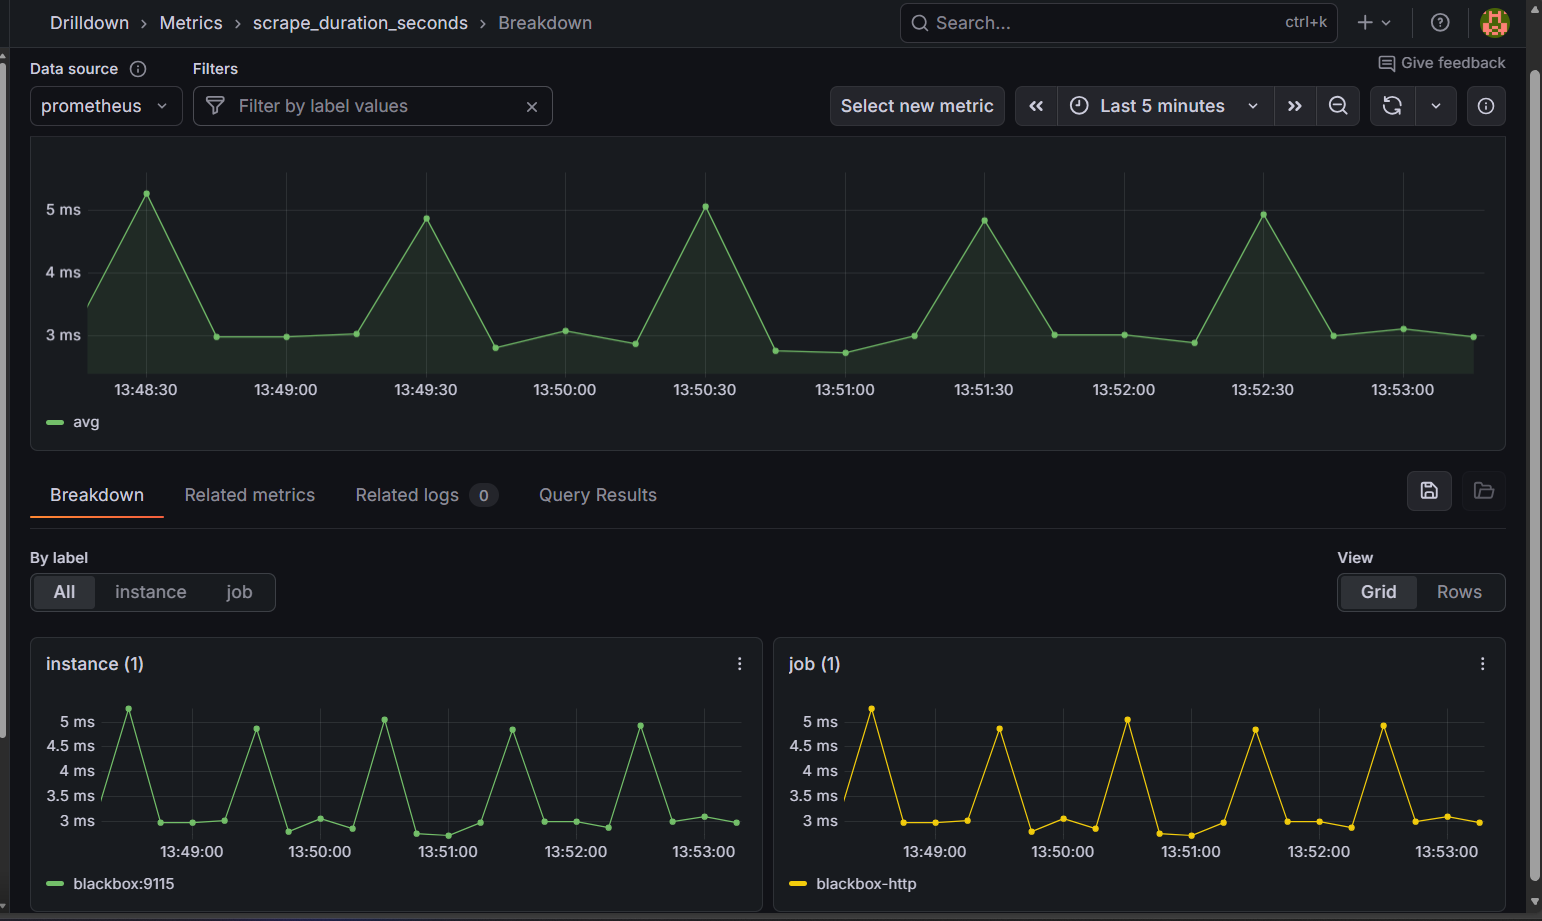 Drilldown › Metrics › scrape_duration_seconds › Breakdown
Search... ctrl+k
Give feedback
Data source Filters
prometheus Filter by label values Select new metric Last 5 minutes
5 ms
4 ms
3 ms
13:48:30 13:49:00 13:49:30 13:50:00 13:50:30 13:51:00 13:51:30 13:52:00 13:52:30 13:53:00
avg
Breakdown Related metrics Related logs 0 Query Results
By label View
All instance job Grid Rows
instance (1)
5 ms
4.5 ms
4 ms
3.5 ms
3 ms
13:49:00 13:50:00 13:51:00 13:52:00 13:53:00
blackbox:9115
job (1)
5 ms
4.5 ms
4 ms
3.5 ms
3 ms
13:49:00 13:50:00 13:51:00 13:52:00 13:53:00
blackbox-http